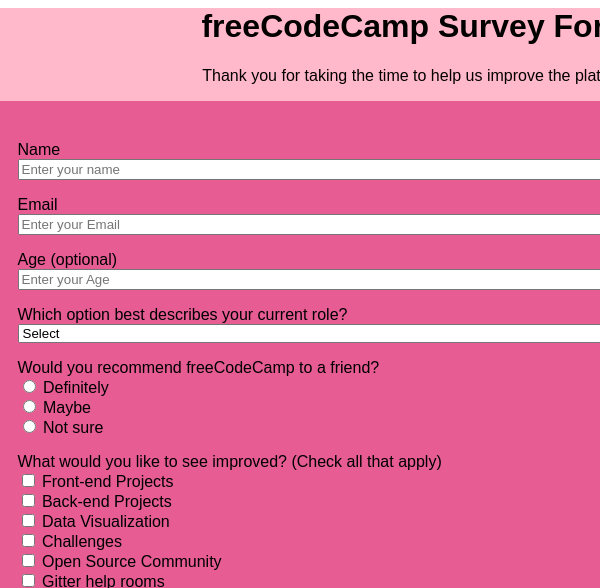 freeCodeCamp Survey For
Thank you for taking the time to help us improve the plat
Name
Enter your name
Email
Enter your Email
Age (optional)
Enter your Age
Which option best describes your current role?
Select
Would you recommend freeCodeCamp to a friend?
Definitely
Maybe
Not sure
What would you like to see improved? (Check all that apply)
Front-end Projects
Back-end Projects
Data Visualization
Challenges
Open Source Community
Gitter help rooms